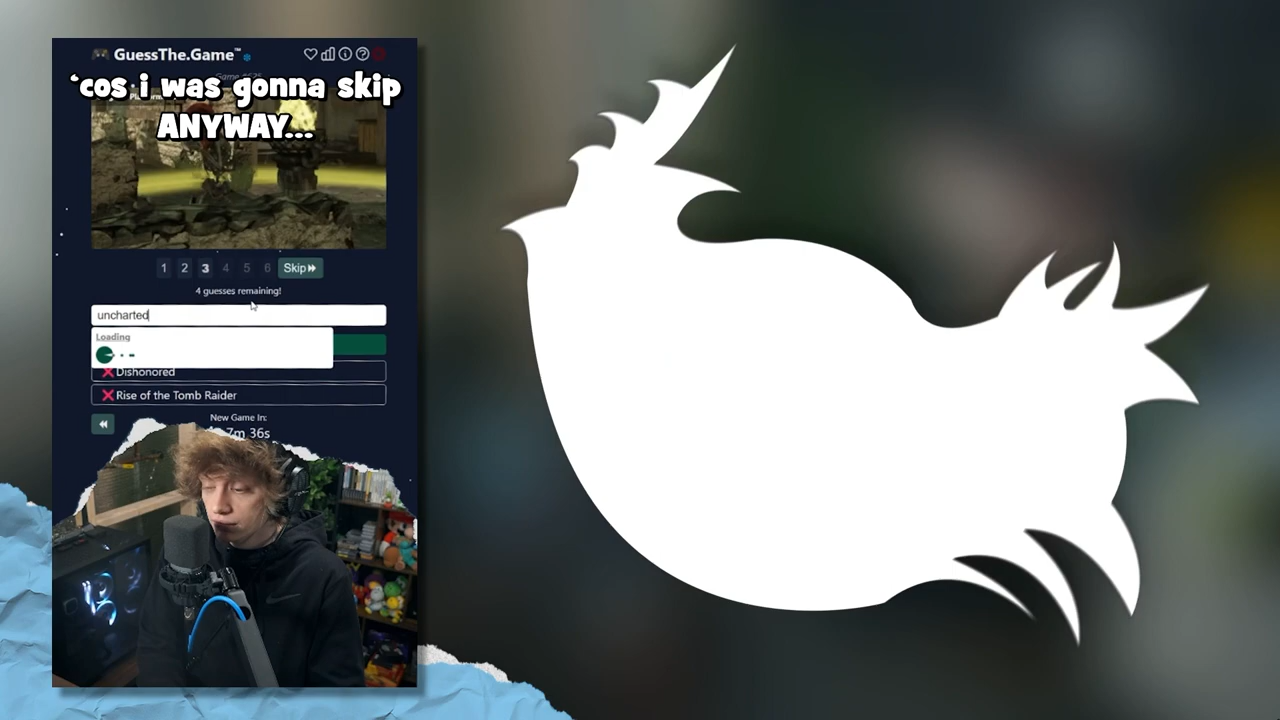 GuessThe.Game™
'cos i was gonna skip
ANYWAY...
1 2 3 4 5 6 Skip
4 guesses remaining!
uncharted
Loading
Dishonored
Rise of the Tomb Raider
New Game In:
7m 36s